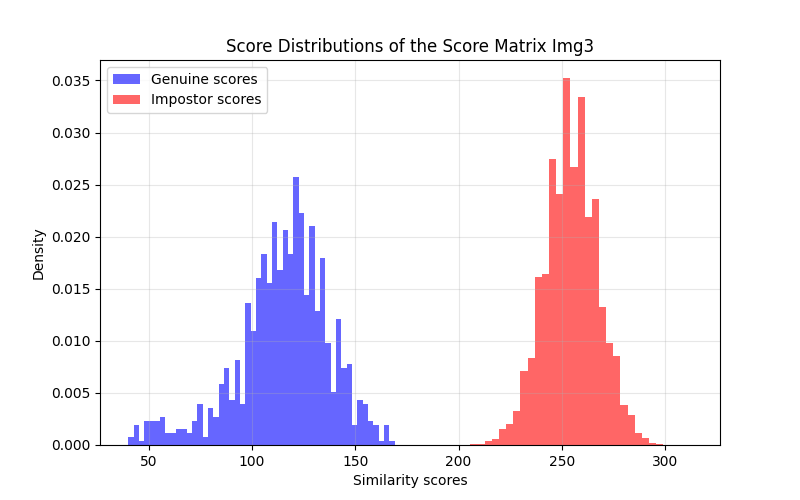 Score Distributions of the Score Matrix Img3
Genuine scores
Impostor scores
0.035
0.030
0.025
0.020
0.015
0.010
0.005
0.000
Density
50
100
150
200
250
300
Similarity scores